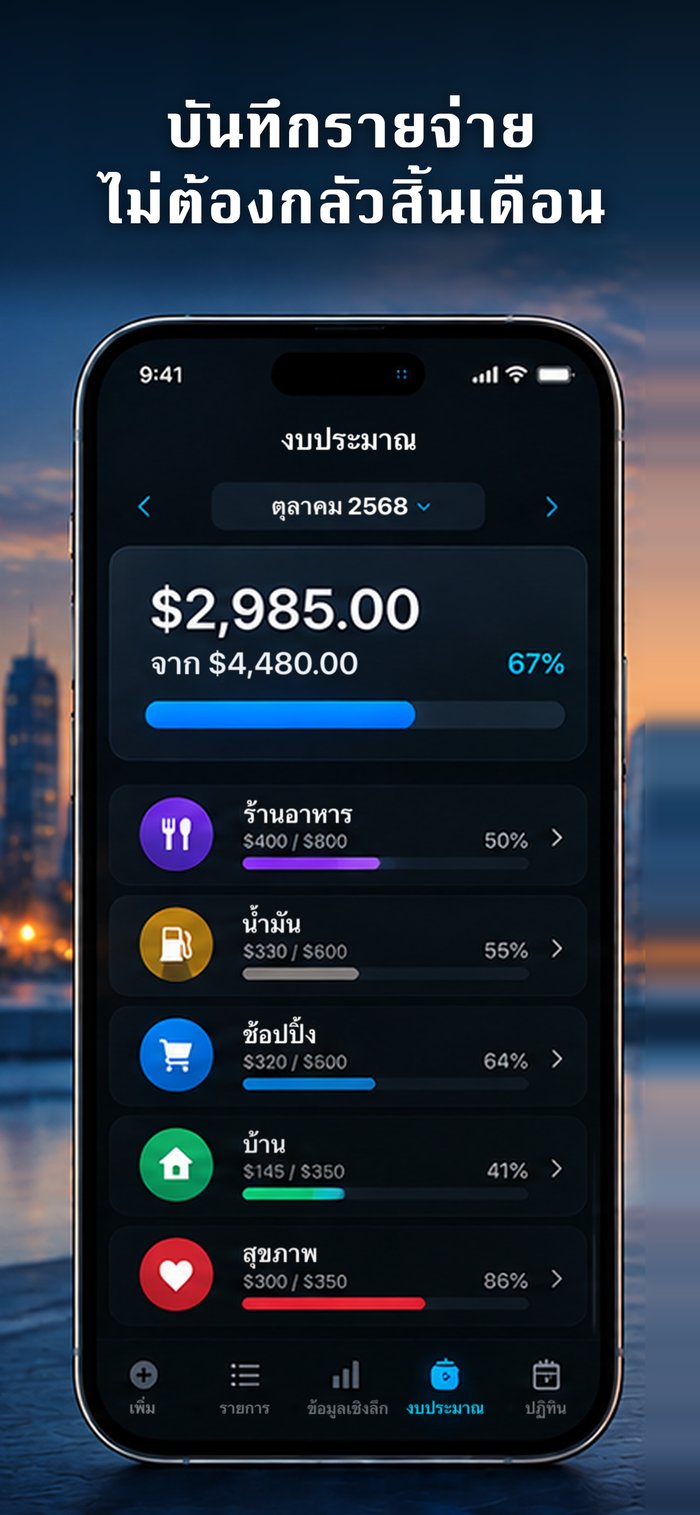 บันทึกรายจ่าย
ไม่ต้องกลัวสิ้นเดือน
9:41
งบประมาณ
ตุลาคม 2568
$2,985.00
จาก $4,480.00
67%
ร้านอาหาร
$400 / $800
50%
น้ำมัน
$330 / $600
55%
ช้อปปิ้ง
$320 / $600
64%
บ้าน
$145 / $350
41%
สุขภาพ
$300 / $350
86%
เพิ่ม
รายการ
ข้อมูลเชิงลึก
งบประมาณ
ปฏิทิน